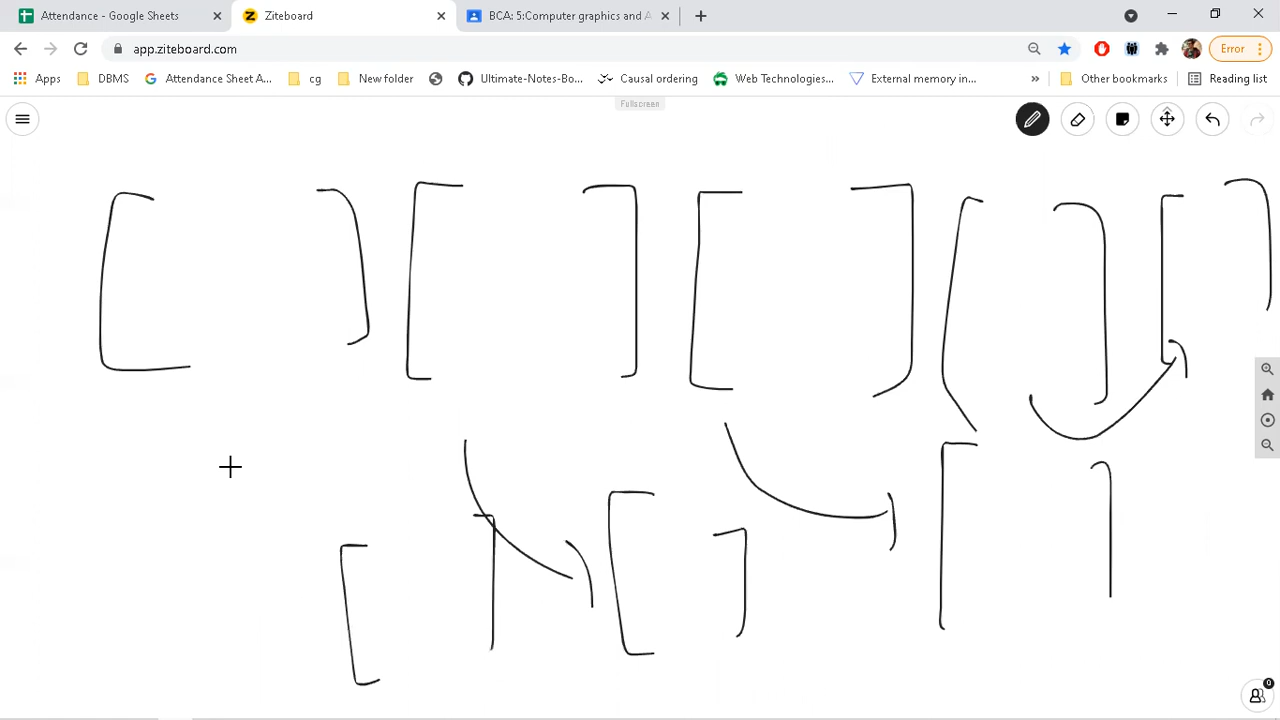 Attendance - Google Sheets
Ziteboard
BCA: 5:Computer graphics and A
app.ziteboard.com
Error
Apps
DBMS
Attendance Sheet A...
cg
New folder
Ultimate-Notes-Bo...
Causal ordering
Web Technologies...
External memory in...
»
Other bookmarks
Reading list
Fullscreen
0